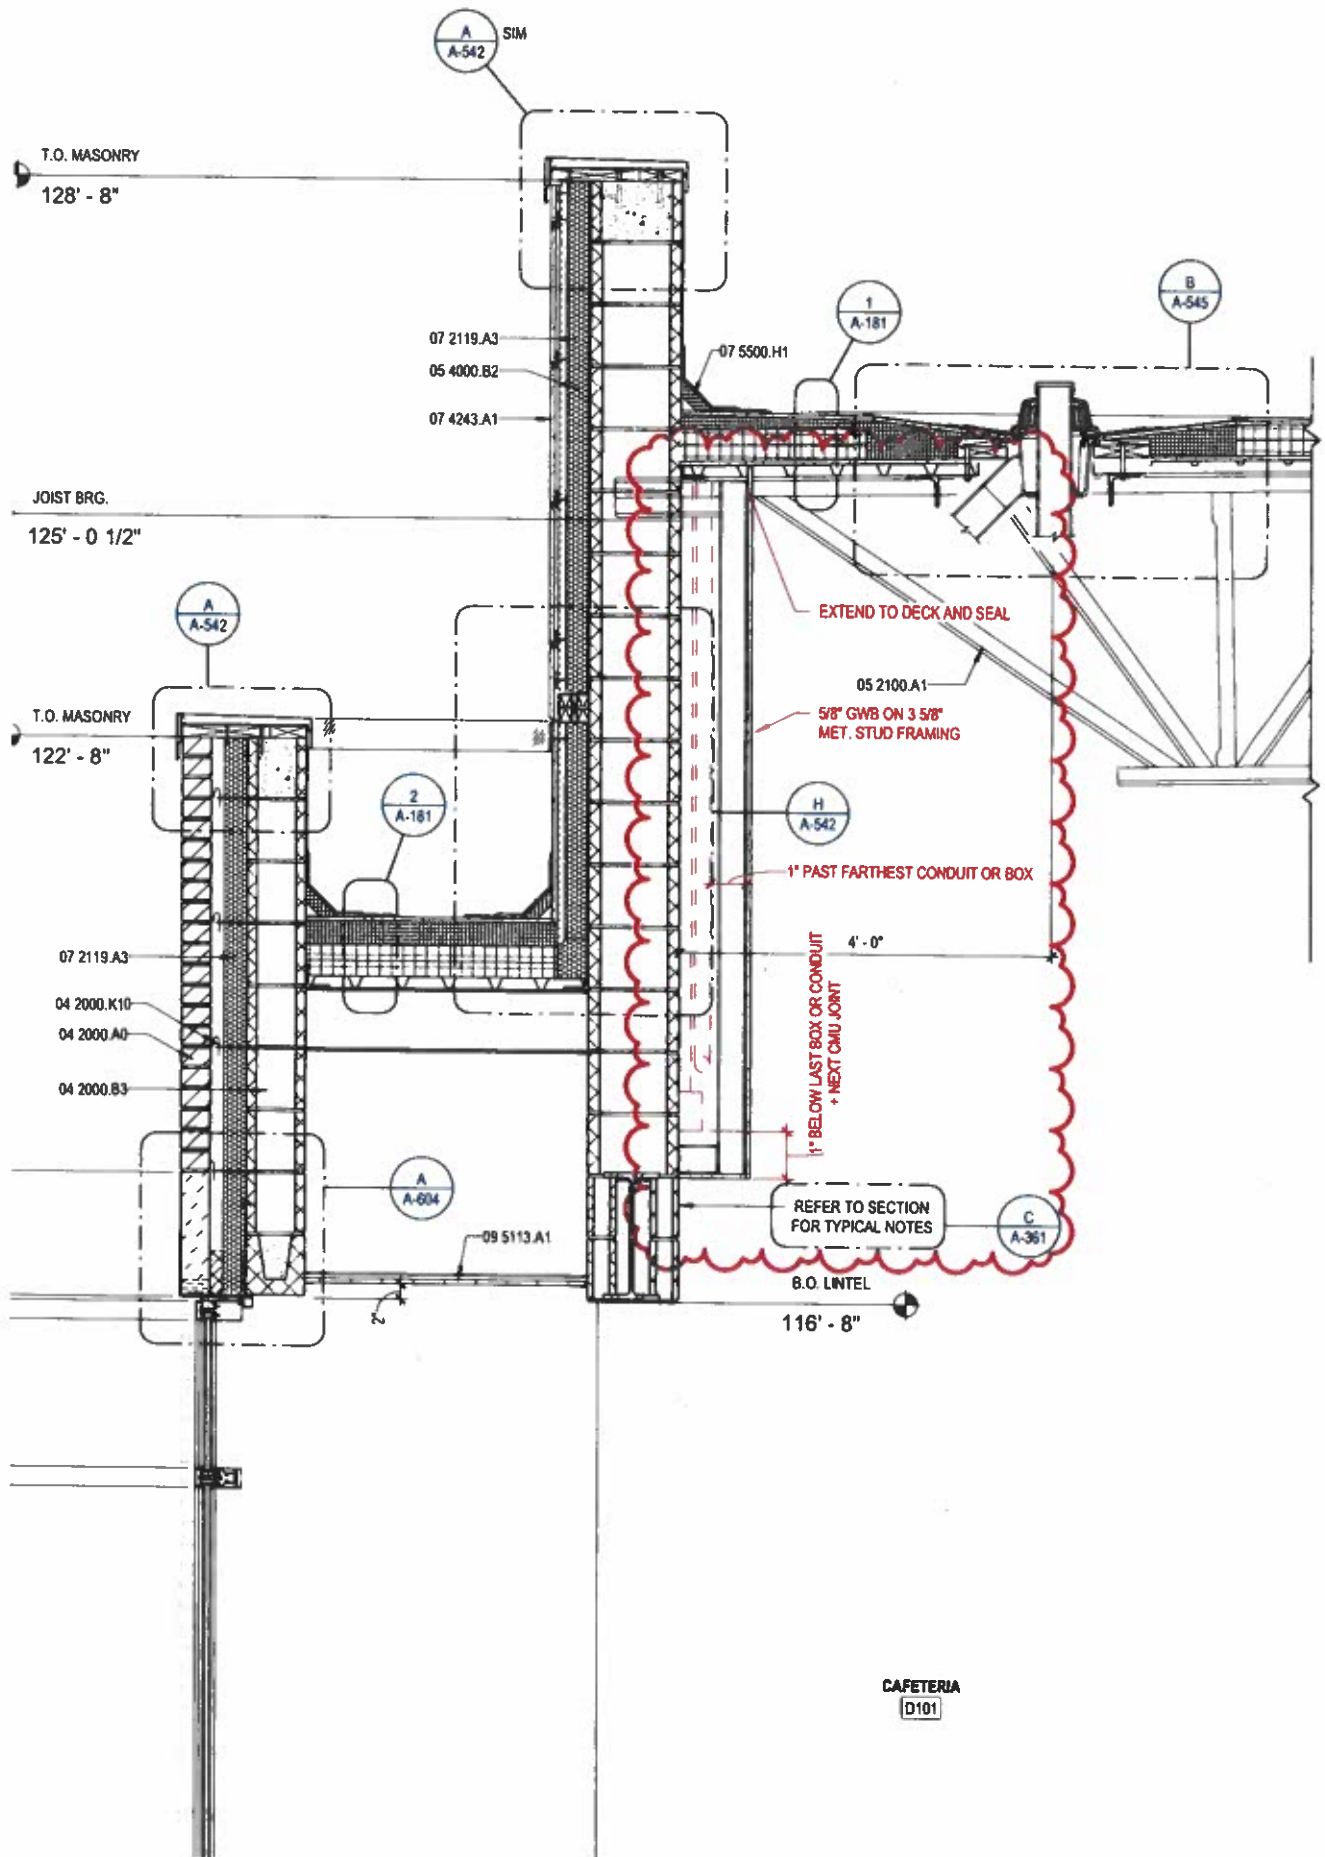 A
A-542
SIM
T.O. MASONRY
128' - 8"
B
A-545
1
A-181
07 2119.A3
05 4000.B2
07 4243.A1
07 5500.H1
JOIST BRG.
125' - 0 1/2"
A
A-542
EXTEND TO DECK AND SEAL
05 2100.A1
T.O. MASONRY
122' - 8"
5/8" GWB ON 3 5/8"
MET. STUD FRAMING
2
A-181
H
A-542
1" PAST FARTHEST CONDUIT OR BOX
4' - 0"
07 2119.A3
04 2000.K10
04 2000.A0
04 2000.B3
1" BELOW LAST BOX OR CONDUIT
+ NEXT CMU JOINT
A
A-604
REFER TO SECTION
FOR TYPICAL NOTES
C
A-361
09 5113.A1
2"
B.O. LINTEL
116' - 8"
CAFETERIA
D101